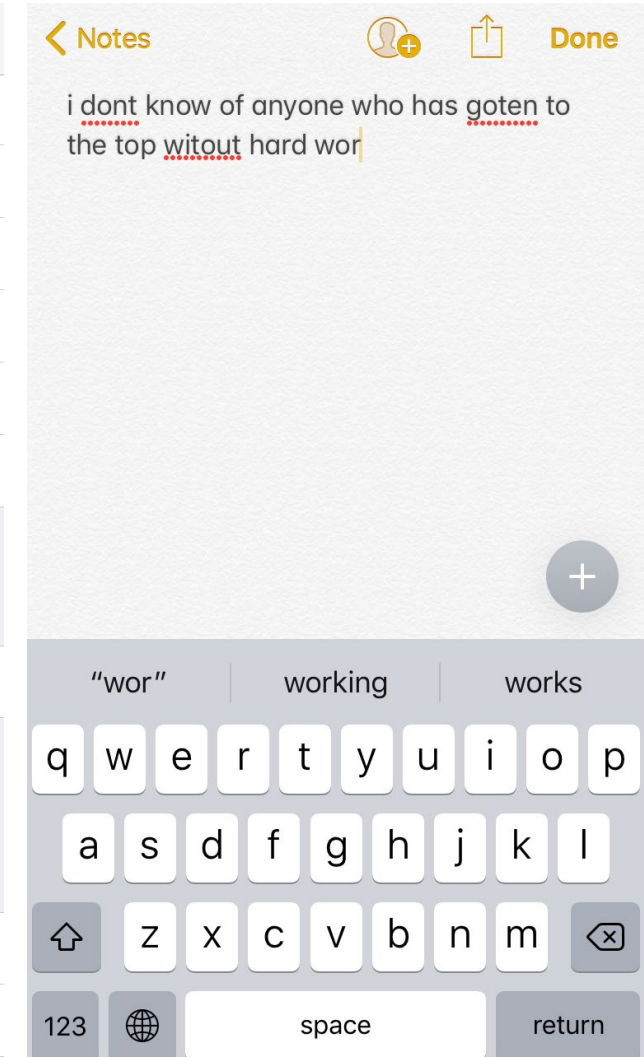 Notes
Done
i dont know of anyone who has goten to
the top witout hard wor
“wor” working works
q w e r t y u i o p
a s d f g h j k l
z x c v b n m
123 space return